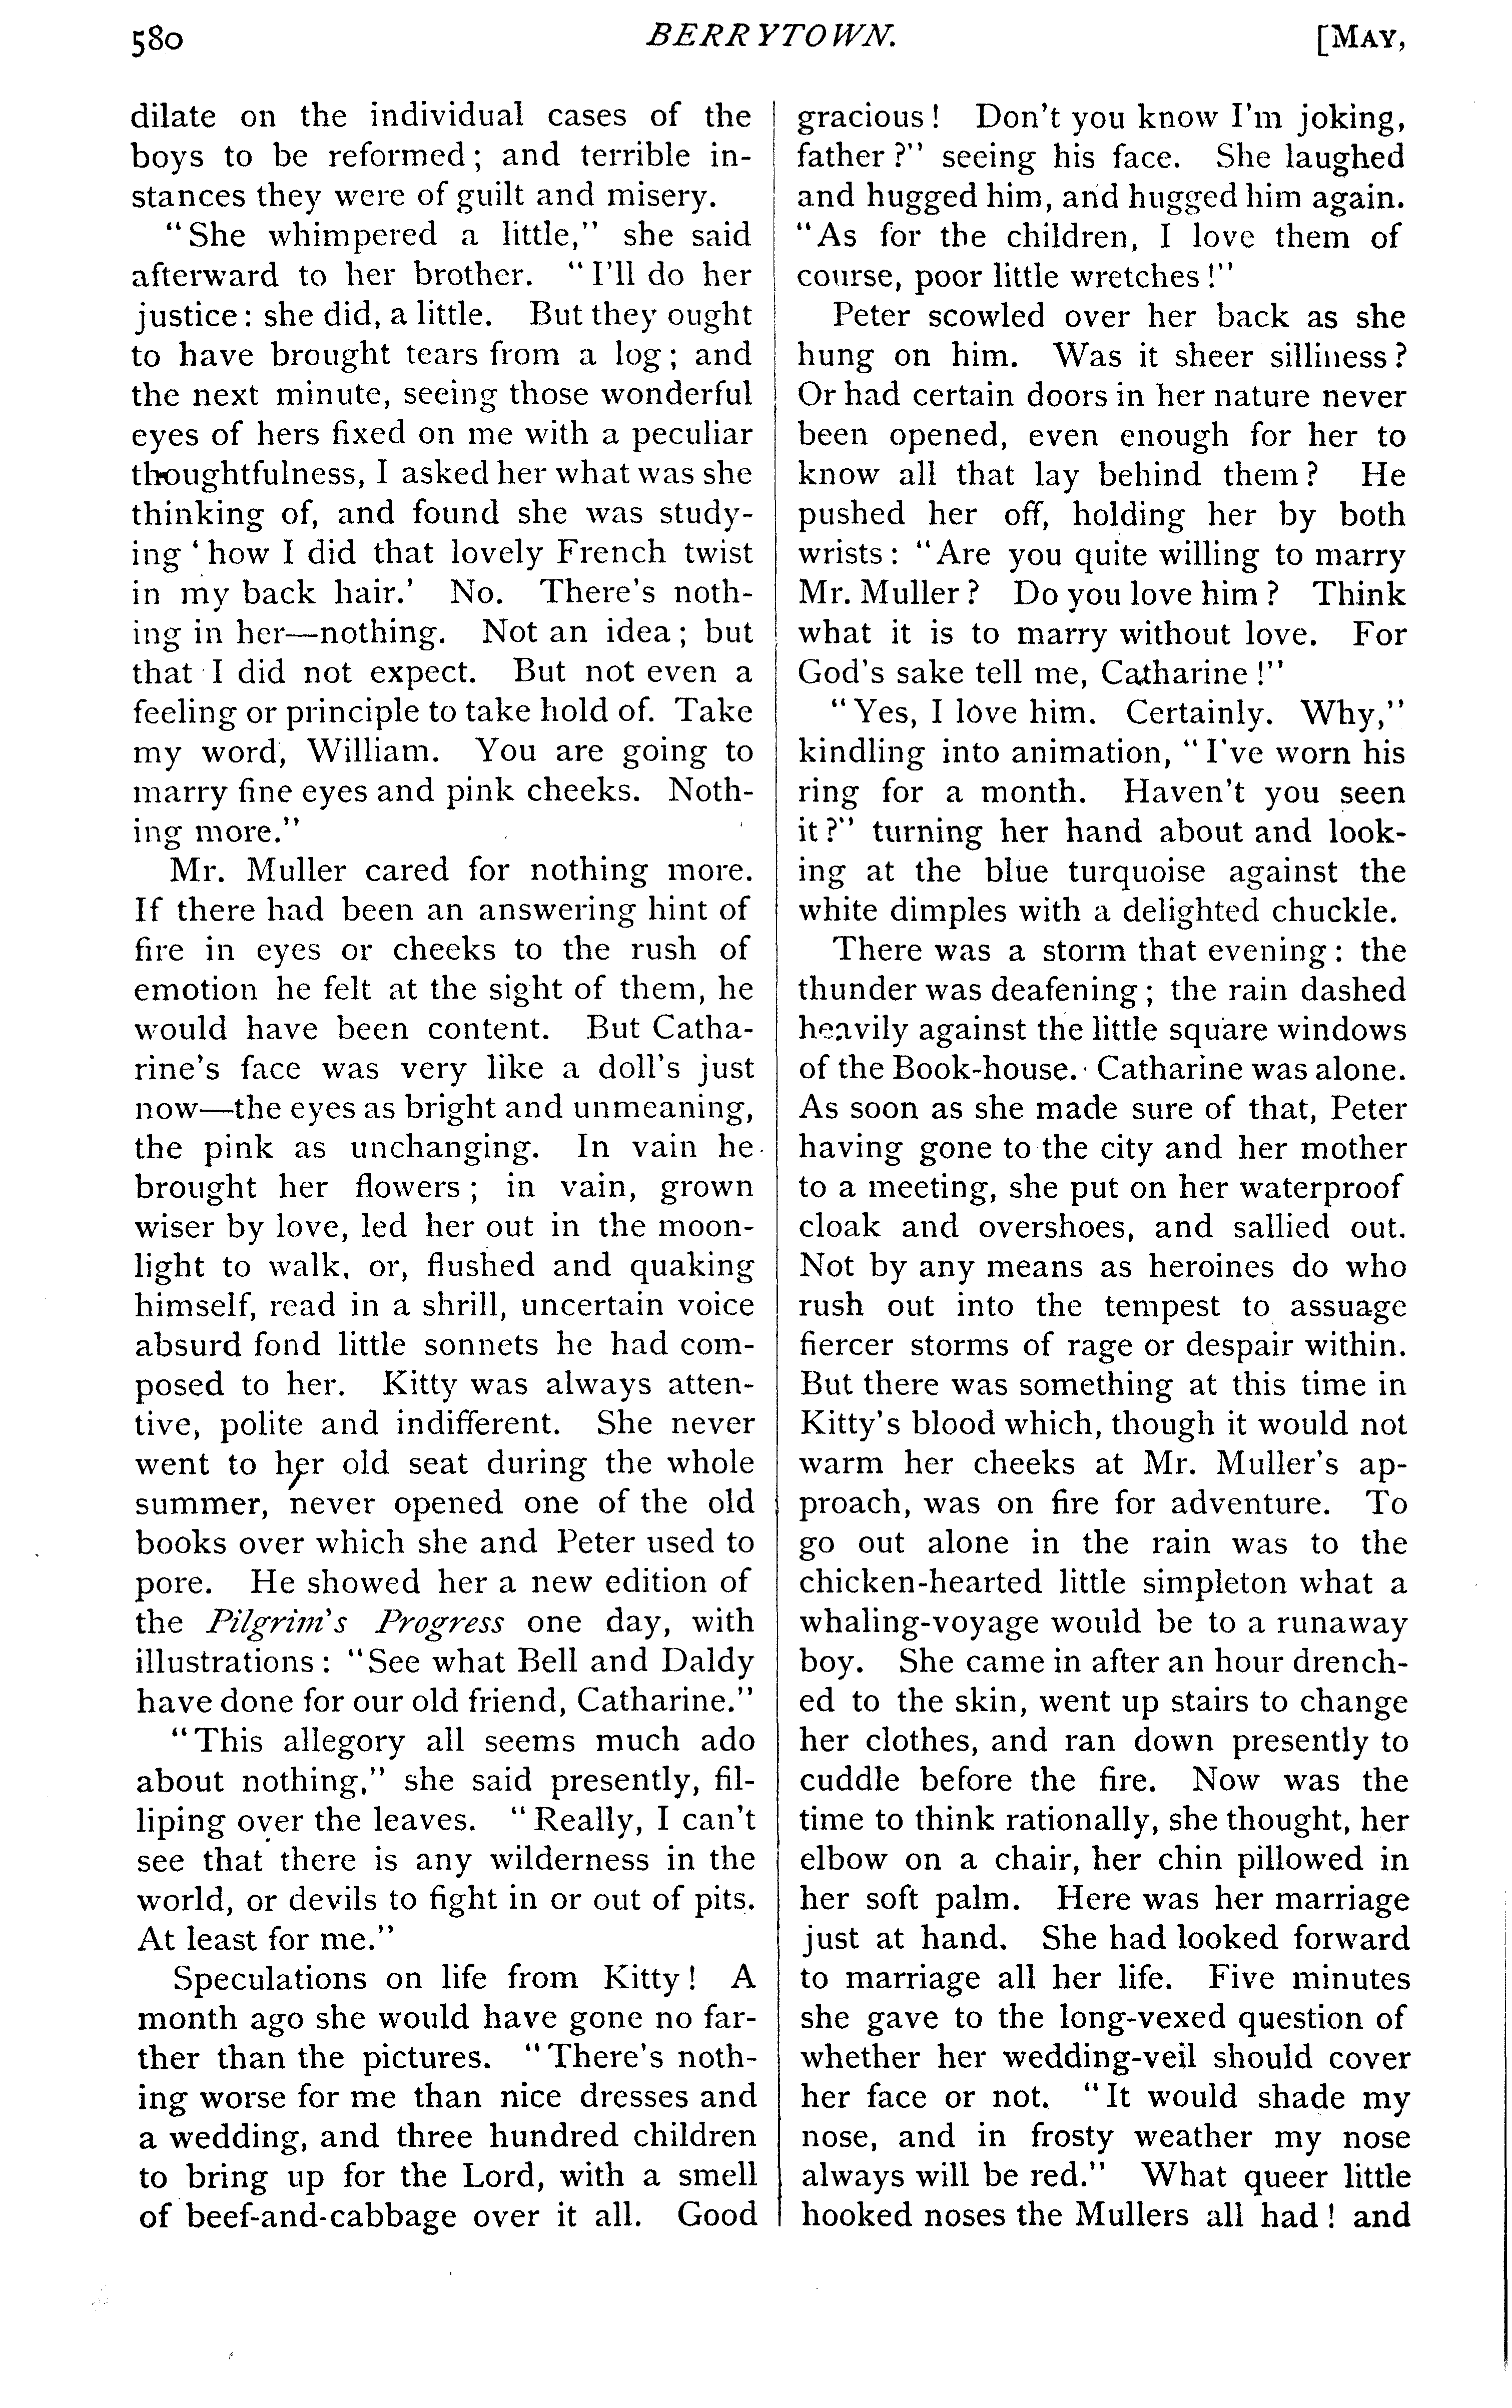 580
BERRYTOWN.
[MAY,
dilate on the individual cases of the
boys to be reformed; and terrible in-
stances they were of guilt and misery.
"She whimpered a little," she said
afterward to her brother. "I'll do her
justice: she did, a little. But they ought
to have brought tears from a log; and
the next minute, seeing those wonderful
eyes of hers fixed on me with a peculiar
thoughtfulness, I asked her what was she
thinking of, and found she was study-
ing 'how I did that lovely French twist
in my back hair.' No. There's noth-
ing in her—nothing. Not an idea; but
that I did not expect. But not even a
feeling or principle to take hold of. Take
my word, William. You are going to
marry fine eyes and pink cheeks. Noth-
ing more."
Mr. Muller cared for nothing more.
If there had been an answering hint of
fire in eyes or cheeks to the rush of
emotion he felt at the sight of them, he
would have been content. But Catha-
rine's face was very like a doll's just
now—the eyes as bright and unmeaning,
the pink as unchanging. In vain he
brought her flowers; in vain, grown
wiser by love, led her out in the moon-
light to walk, or, flushed and quaking
himself, read in a shrill, uncertain voice
absurd fond little sonnets he had com-
posed to her. Kitty was always atten-
tive, polite and indifferent. She never
went to her old seat during the whole
summer, never opened one of the old
books over which she and Peter used to
pore. He showed her a new edition of
the Pilgrim's Progress one day, with
illustrations: "See what Bell and Daldy
have done for our old friend, Catharine."
"This allegory all seems much ado
about nothing," she said presently, fil-
liping over the leaves. "Really, I can't
see that there is any wilderness in the
world, or devils to fight in or out of pits.
At least for me."
Speculations on life from Kitty! A
month ago she would have gone no far-
ther than the pictures. "There's noth-
ing worse for me than nice dresses and
a wedding, and three hundred children
to bring up for the Lord, with a smell
of beef-and-cabbage over it all. Good
gracious! Don't you know I'm joking,
father?" seeing his face. She laughed
and hugged him, and hugged him again.
"As for the children, I love them of
course, poor little wretches!"
Peter scowled over her back as she
hung on him. Was it sheer silliness?
Or had certain doors in her nature never
been opened, even enough for her to
know all that lay behind them? He
pushed her off, holding her by both
wrists: "Are you quite willing to marry
Mr. Muller? Do you love him? Think
what it is to marry without love. For
God's sake tell me, Catharine!"
"Yes, I love him. Certainly. Why,"
kindling into animation, "I've worn his
ring for a month. Haven't you seen
it?" turning her hand about and look-
ing at the blue turquoise against the
white dimples with a delighted chuckle.
There was a storm that evening: the
thunder was deafening; the rain dashed
heavily against the little square windows
of the Book-house. Catharine was alone.
As soon as she made sure of that, Peter
having gone to the city and her mother
to a meeting, she put on her waterproof
cloak and overshoes, and sallied out.
Not by any means as heroines do who
rush out into the tempest to assuage
fiercer storms of rage or despair within.
But there was something at this time in
Kitty's blood which, though it would not
warm her cheeks at Mr. Muller's ap-
proach, was on fire for adventure. To
go out alone in the rain was to the
chicken-hearted little simpleton what a
whaling-voyage would be to a runaway
boy. She came in after an hour drench-
ed to the skin, went up stairs to change
her clothes, and ran down presently to
cuddle before the fire. Now was the
time to think rationally, she thought, her
elbow on a chair, her chin pillowed in
her soft palm. Here was her marriage
just at hand. She had looked forward
to marriage all her life. Five minutes
she gave to the long-vexed question of
whether her wedding-veil should cover
her face or not. "It would shade my
nose, and in frosty weather my nose
always will be red." What queer little
hooked noses the Mullers all had! and